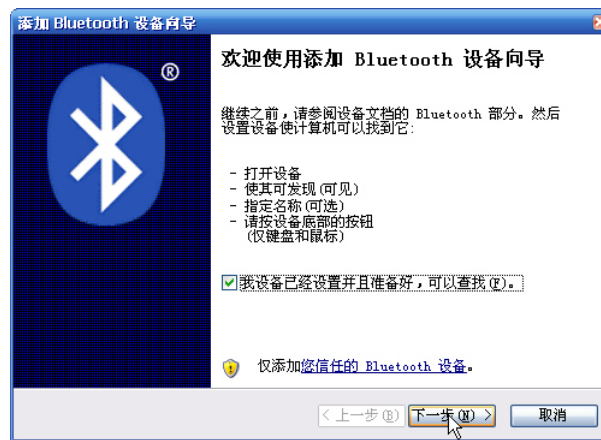 添加 Bluetooth 设备向导
®
欢迎使用添加 Bluetooth 设备向导
继续之前，请参阅设备文档的 Bluetooth 部分。然后
设置设备使计算机可以找到它:
- 打开设备
- 使其可发现(可见)
- 指定名称(可选)
- 请按设备底部的按钮
(仅键盘和鼠标)
我设备已经设置并且准备好，可以查找(F)。
仅添加您信任的 Bluetooth 设备。
< 上一步(B)
下一步(N) >
取消